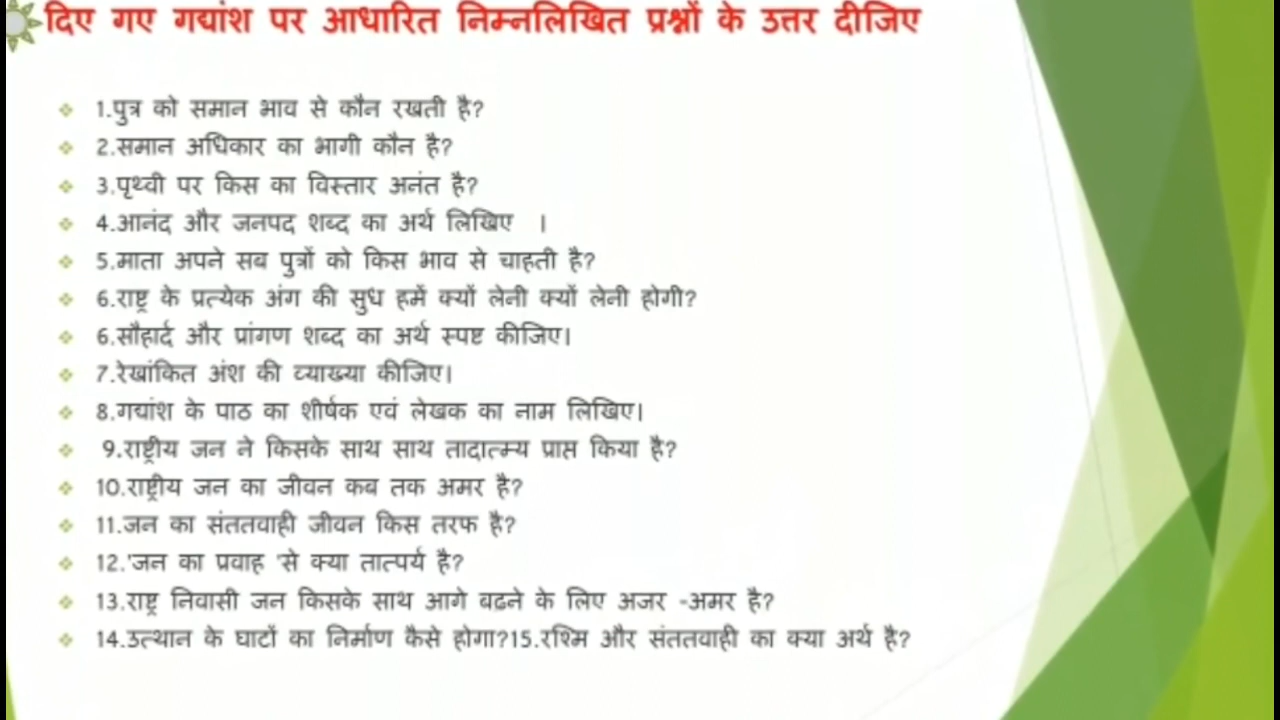 दिए गए गद्यांश पर आधारित निम्नलिखित प्रश्नों के उत्तर दीजिए
1.पुत्र को समान भाव से कौन रखती है?
2.समान अधिकार का भागी कौन है?
3.पृथ्वी पर किस का विस्तार अनंत है?
4.आनंद और जनपद शब्द का अर्थ लिखिए ।
5.माता अपने सब पुत्रों को किस भाव से चाहती है?
6.राष्ट्र के प्रत्येक अंग की सुध हमें क्यों लेनी क्यों लेनी होगी?
6.सौहार्द और प्रांगण शब्द का अर्थ स्पष्ट कीजिए।
7.रेखांकित अंश की व्याख्या कीजिए।
8.गद्यांश के पाठ का शीर्षक एवं लेखक का नाम लिखिए।
9.राष्ट्रीय जन ने किसके साथ साथ तादात्म्य प्राप्त किया है?
10.राष्ट्रीय जन का जीवन कब तक अमर है?
11.जन का संततवाही जीवन किस तरफ है?
12.'जन का प्रवाह 'से क्या तात्पर्य है?
13.राष्ट्र निवासी जन किसके साथ आगे बढने के लिए अजर -अमर है?
14.उत्थान के घाटों का निर्माण कैसे होगा?15.रश्मि और संततवाही का क्या अर्थ है?